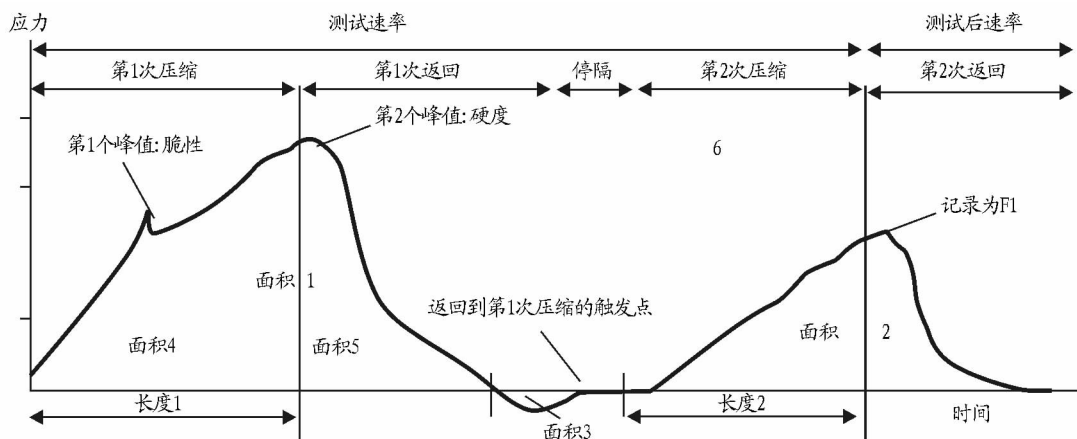 应力
测试速率
测试后速率
第1次压缩
第1次返回
停隔
第2次压缩
第2次返回
第1个峰值:脆性
第2个峰值:硬度
6
记录为F1
面积 1
返回到第1次压缩的触发点
面积4
面积5
面积 2
长度1
面积3
长度2
时间